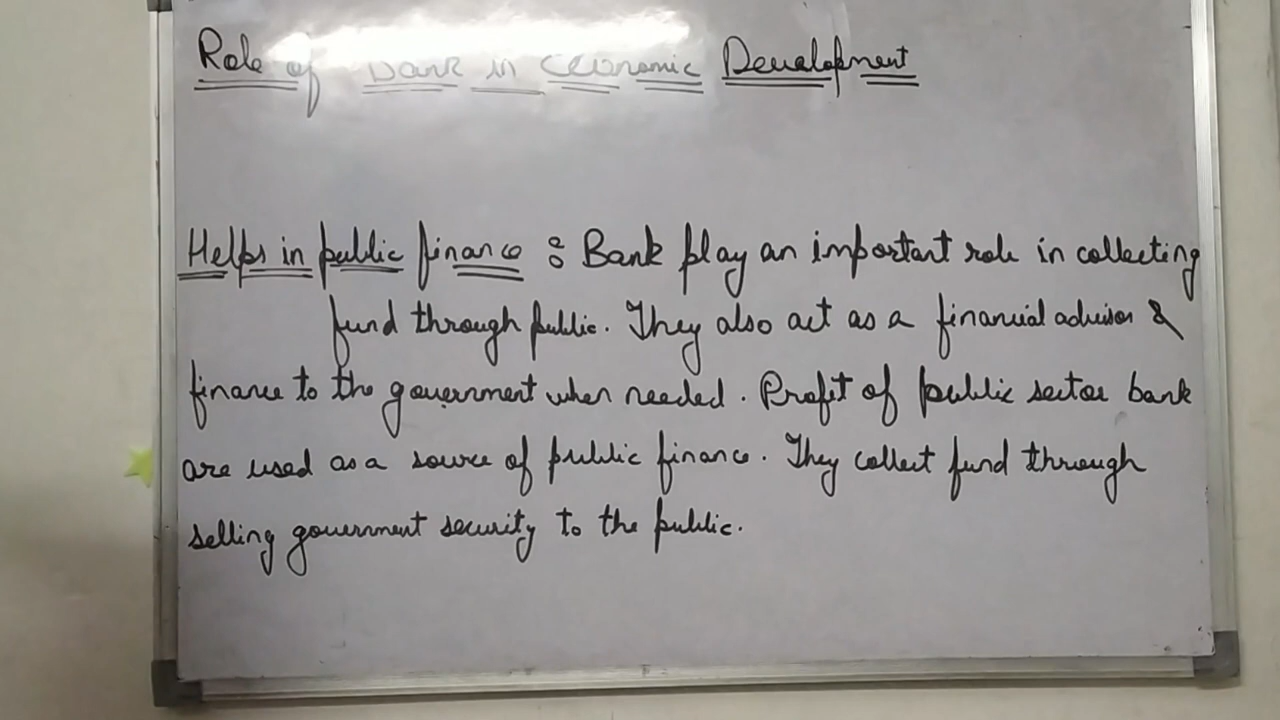 Role of Bank in Economic Development
Helps in public finance : Bank play an important role in collecting
fund through public. They also act as a financial advisor &
finance to the government when needed. Profit of public sector bank
are used as a source of public finance. They collect fund through
selling government security to the public.